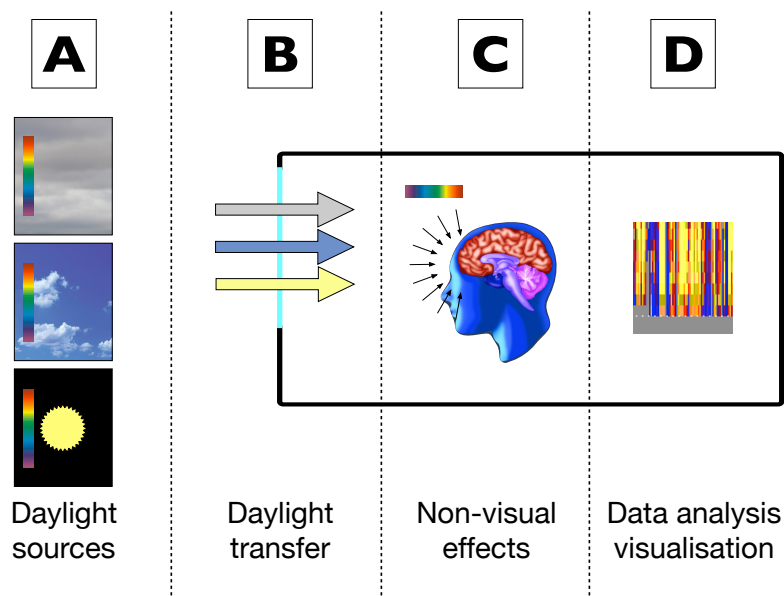 A
B
C
D
Daylight
sources
Daylight
transfer
Non-visual
effects
Data analysis
visualisation